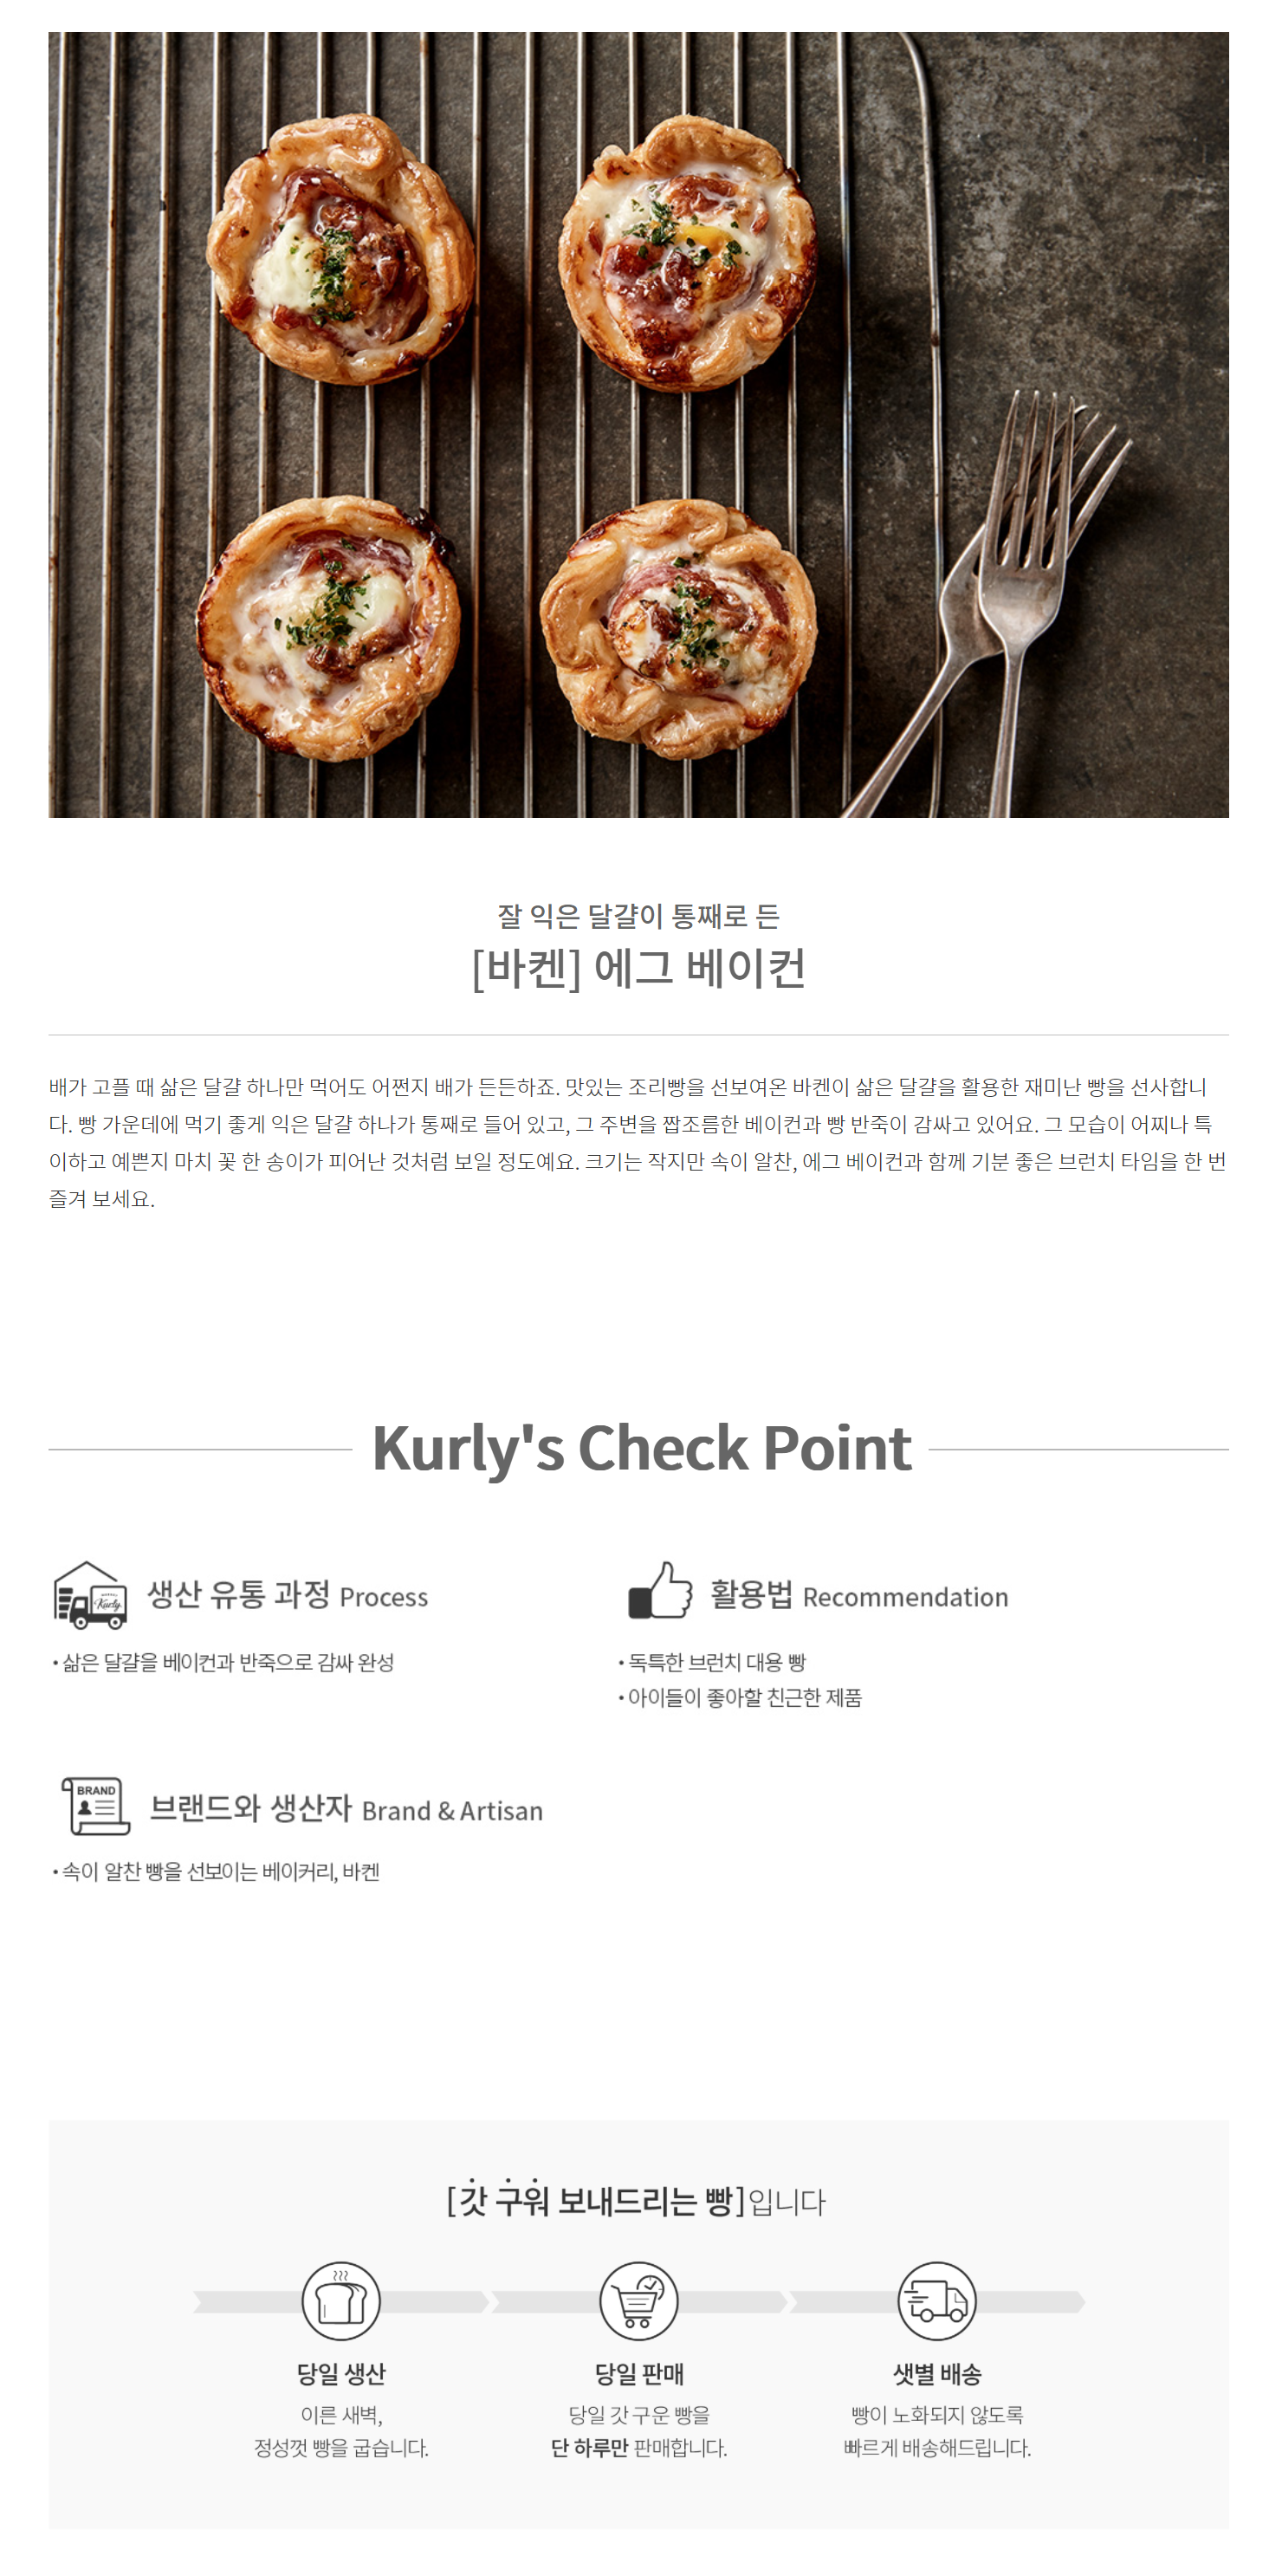 잘 익은 달걀이 통째로 든
[바켄] 에그 베이컨
배가 고플 때 삶은 달걀 하나만 먹어도 어쩐지 배가 든든하죠. 맛있는 조리빵을 선보여온 바켄이 삶은 달걀을 활용한 재미난 빵을 선사합니
다. 빵 가운데에 먹기 좋게 익은 달걀 하나가 통째로 들어 있고, 그 주변을 짭조름한 베이컨과 빵 반죽이 감싸고 있어요. 그 모습이 어찌나 특
이하고 예쁜지 마치 꽃 한 송이가 피어난 것처럼 보일 정도예요. 크기는 작지만 속이 알찬, 에그 베이컨과 함께 기분 좋은 브런치 타임을 한 번
즐겨 보세요.
Kurly's Check Point
Kurly
생산 유통 과정 Process
• 삶은 달걀을 베이컨과 반죽으로 감싸 완성
활용법 Recommendation
• 독특한 브런치 대용 빵
• 아이들이 좋아할 친근한 제품
BRAND
브랜드와 생산자 Brand & Artisan
• 속이 알찬 빵을 선보이는 베이커리, 바켄
[갓 구워 보내드리는 빵]입니다
당일 생산
이른 새벽,
정성껏 빵을 굽습니다.
당일 판매
당일 갓 구운 빵을
단 하루만 판매합니다.
샛별 배송
빵이 노화되지 않도록
빠르게 배송해드립니다.